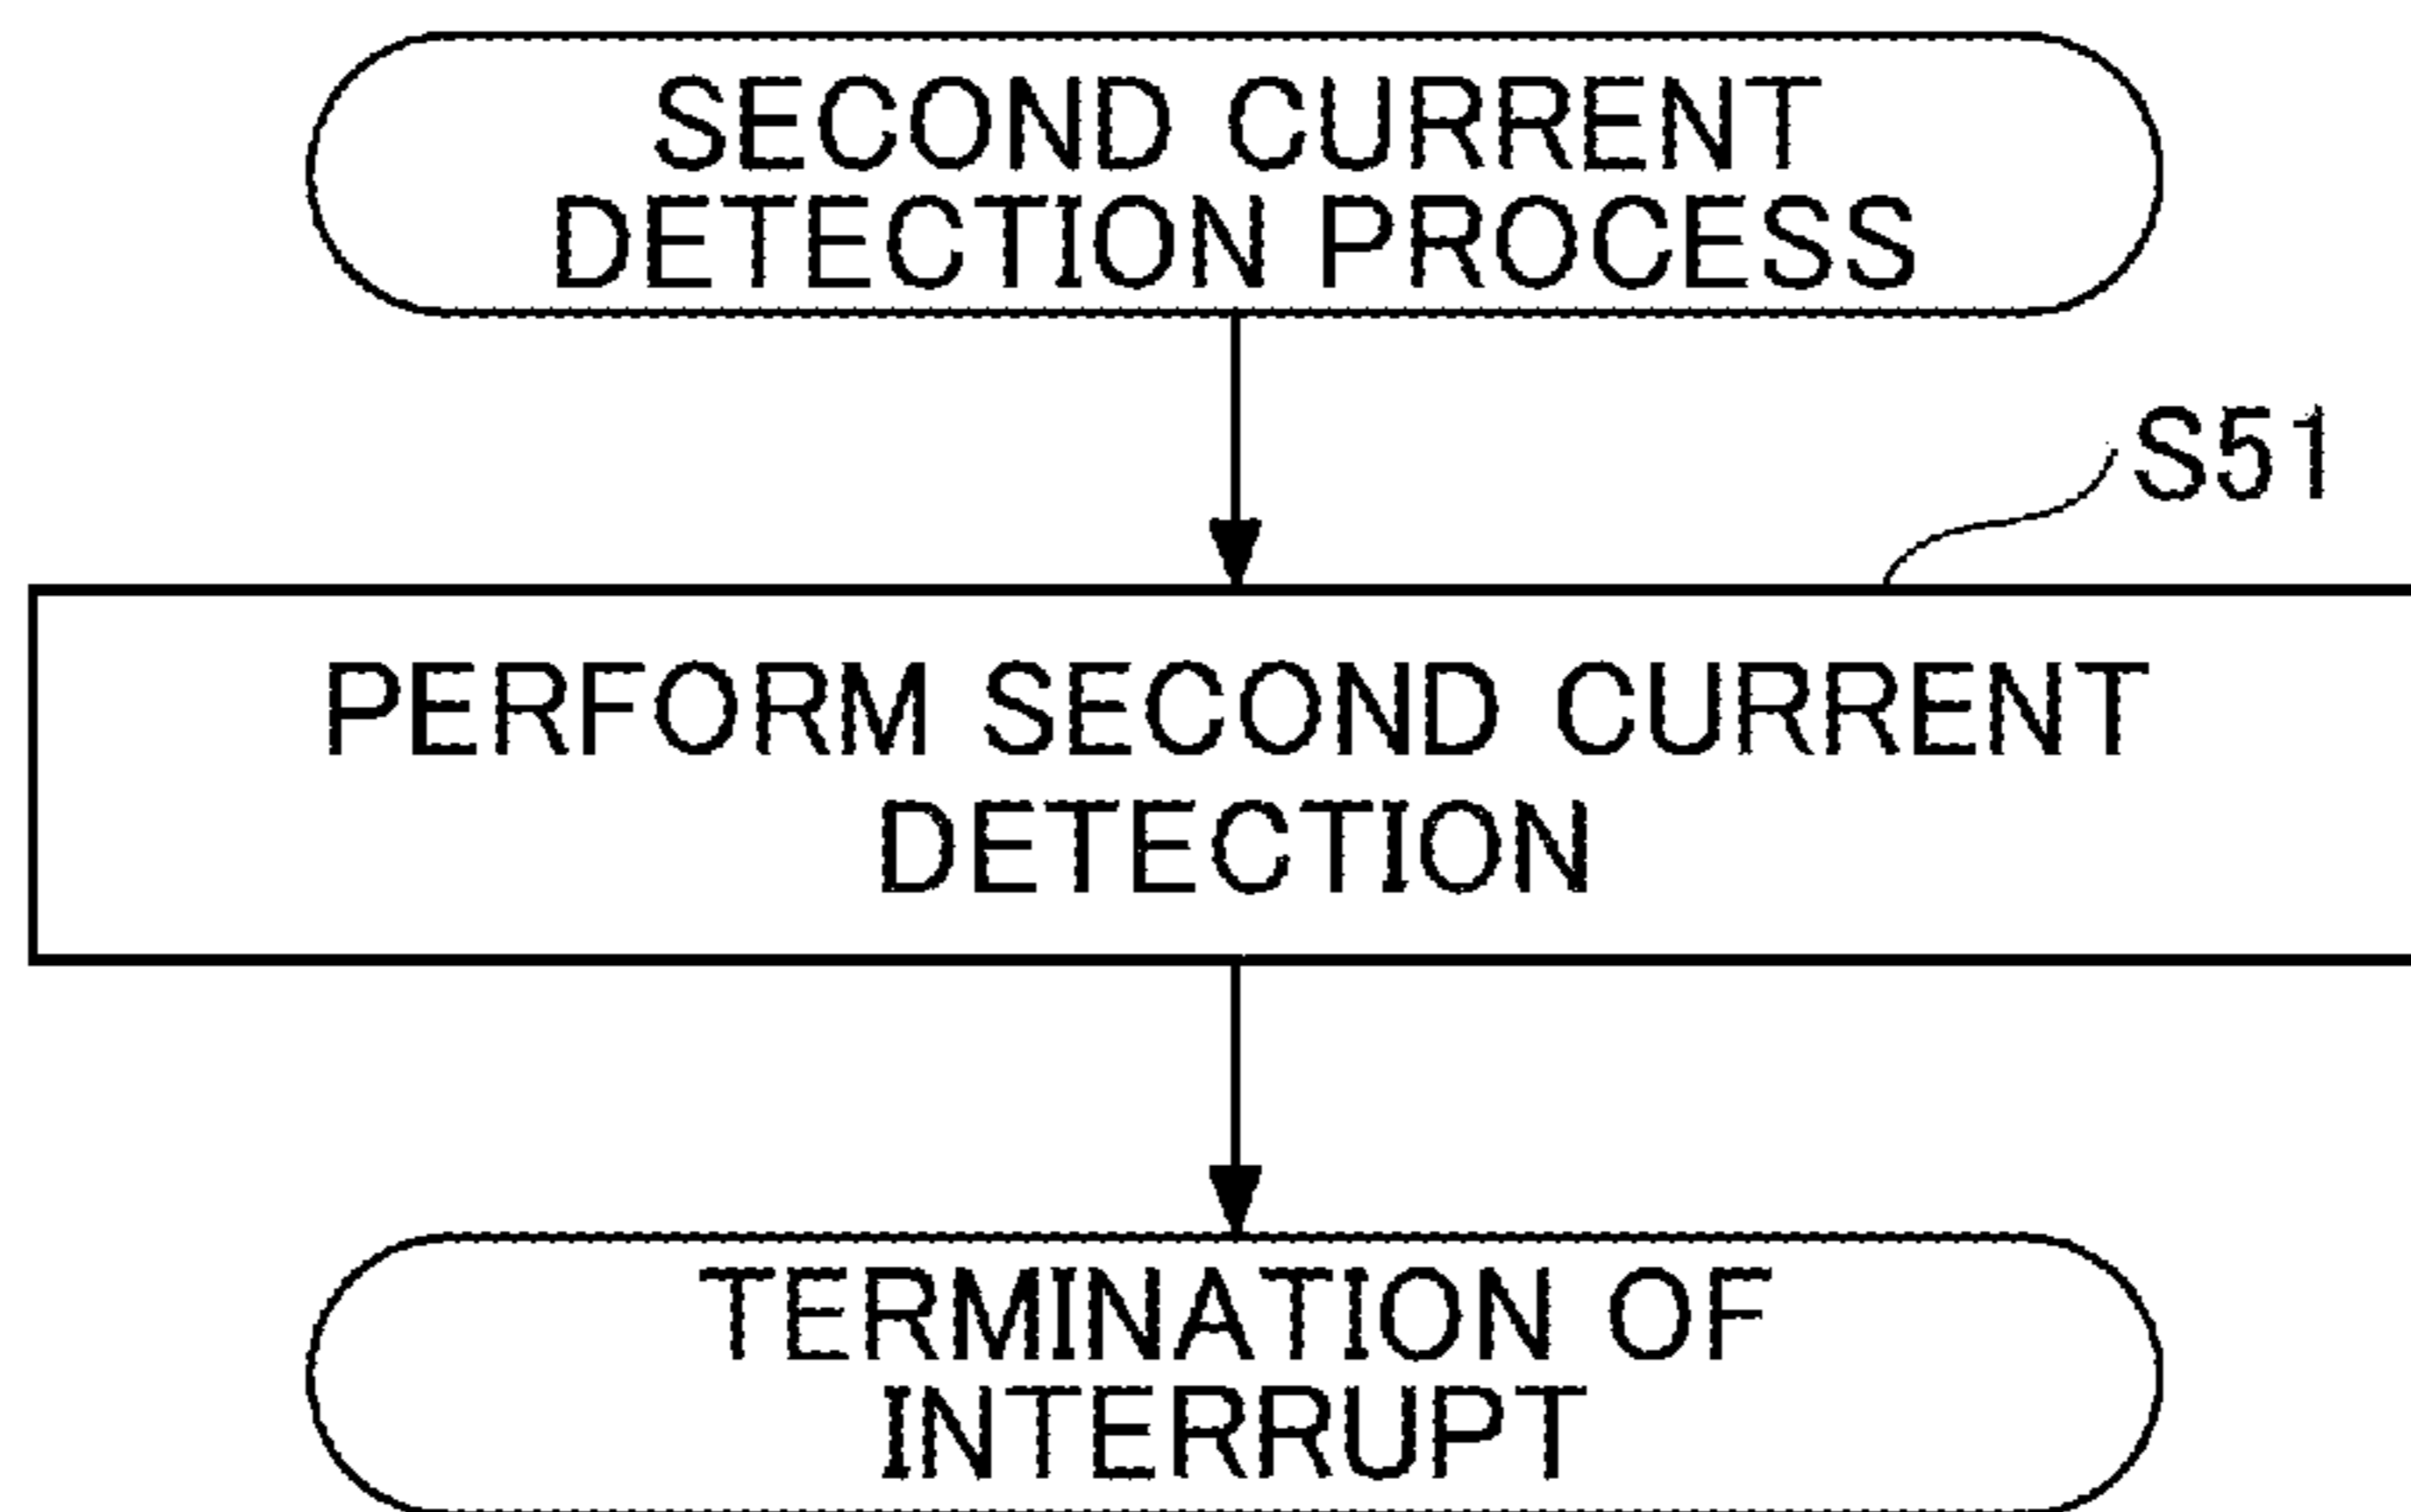 SECOND CURRENT
DETECTION PROCESS
S51
PERFORM SECOND CURRENT
DETECTION
TERMINATION OF
INTERRUPT